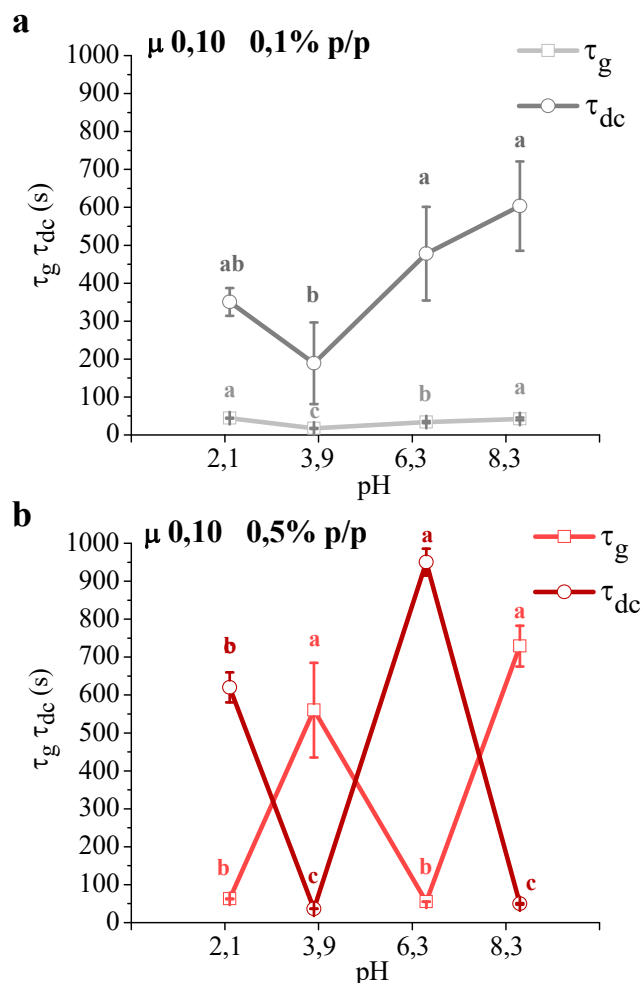 a
μ 0,10 0,1% p/p
τg
τdc
1000
900
800
700
600
500
400
300
200
100
0
τg τdc (s)
ab
b
a
a
a
c
b
a
2,1 3,9 6,3 8,3
pH
b
μ 0,10 0,5% p/p
τg
τdc
1000
900
800
700
600
500
400
300
200
100
0
τg τdc (s)
b
a
a
a
b
c
b
c
2,1 3,9 6,3 8,3
pH